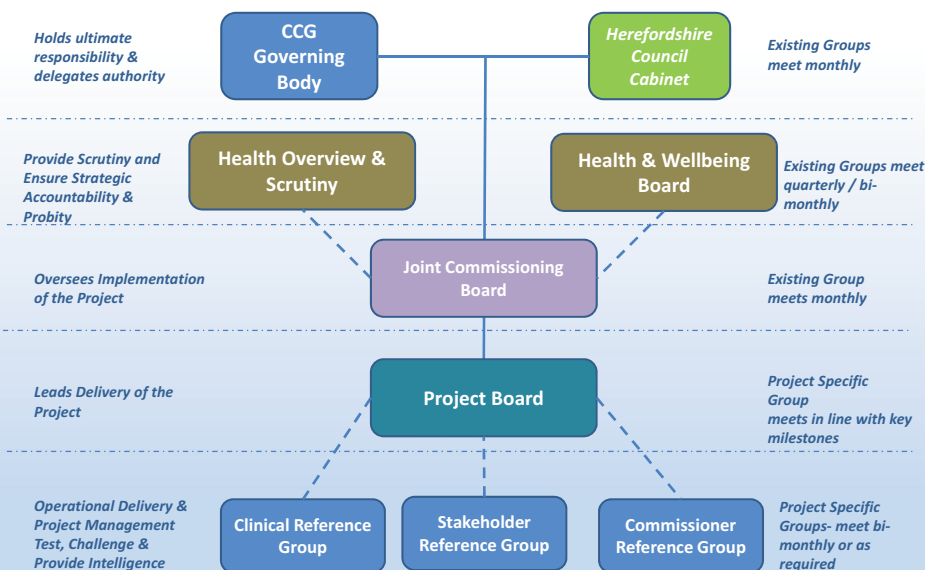 Holds ultimate
responsibility &
delegates authority
CCG
Governing
Body
Herefordshire
Council
Cabinet
Existing Groups
meet monthly
Provide Scrutiny and
Ensure Strategic
Accountability &
Probity
Health Overview &
Scrutiny
Health & Wellbeing
Board
Existing Groups meet
quarterly / bi-
monthly
Oversees Implementation
of the Project
Joint Commissioning
Board
Existing Group
meets monthly
Leads Delivery of the
Project
Project Board
Project Specific
Group
meets in line with key
milestones
Operational Delivery &
Project Management
Test, Challenge &
Provide Intelligence
Clinical Reference
Group
Stakeholder
Reference Group
Commissioner
Reference Group
Project Specific
Groups- meet bi-
monthly or as
required